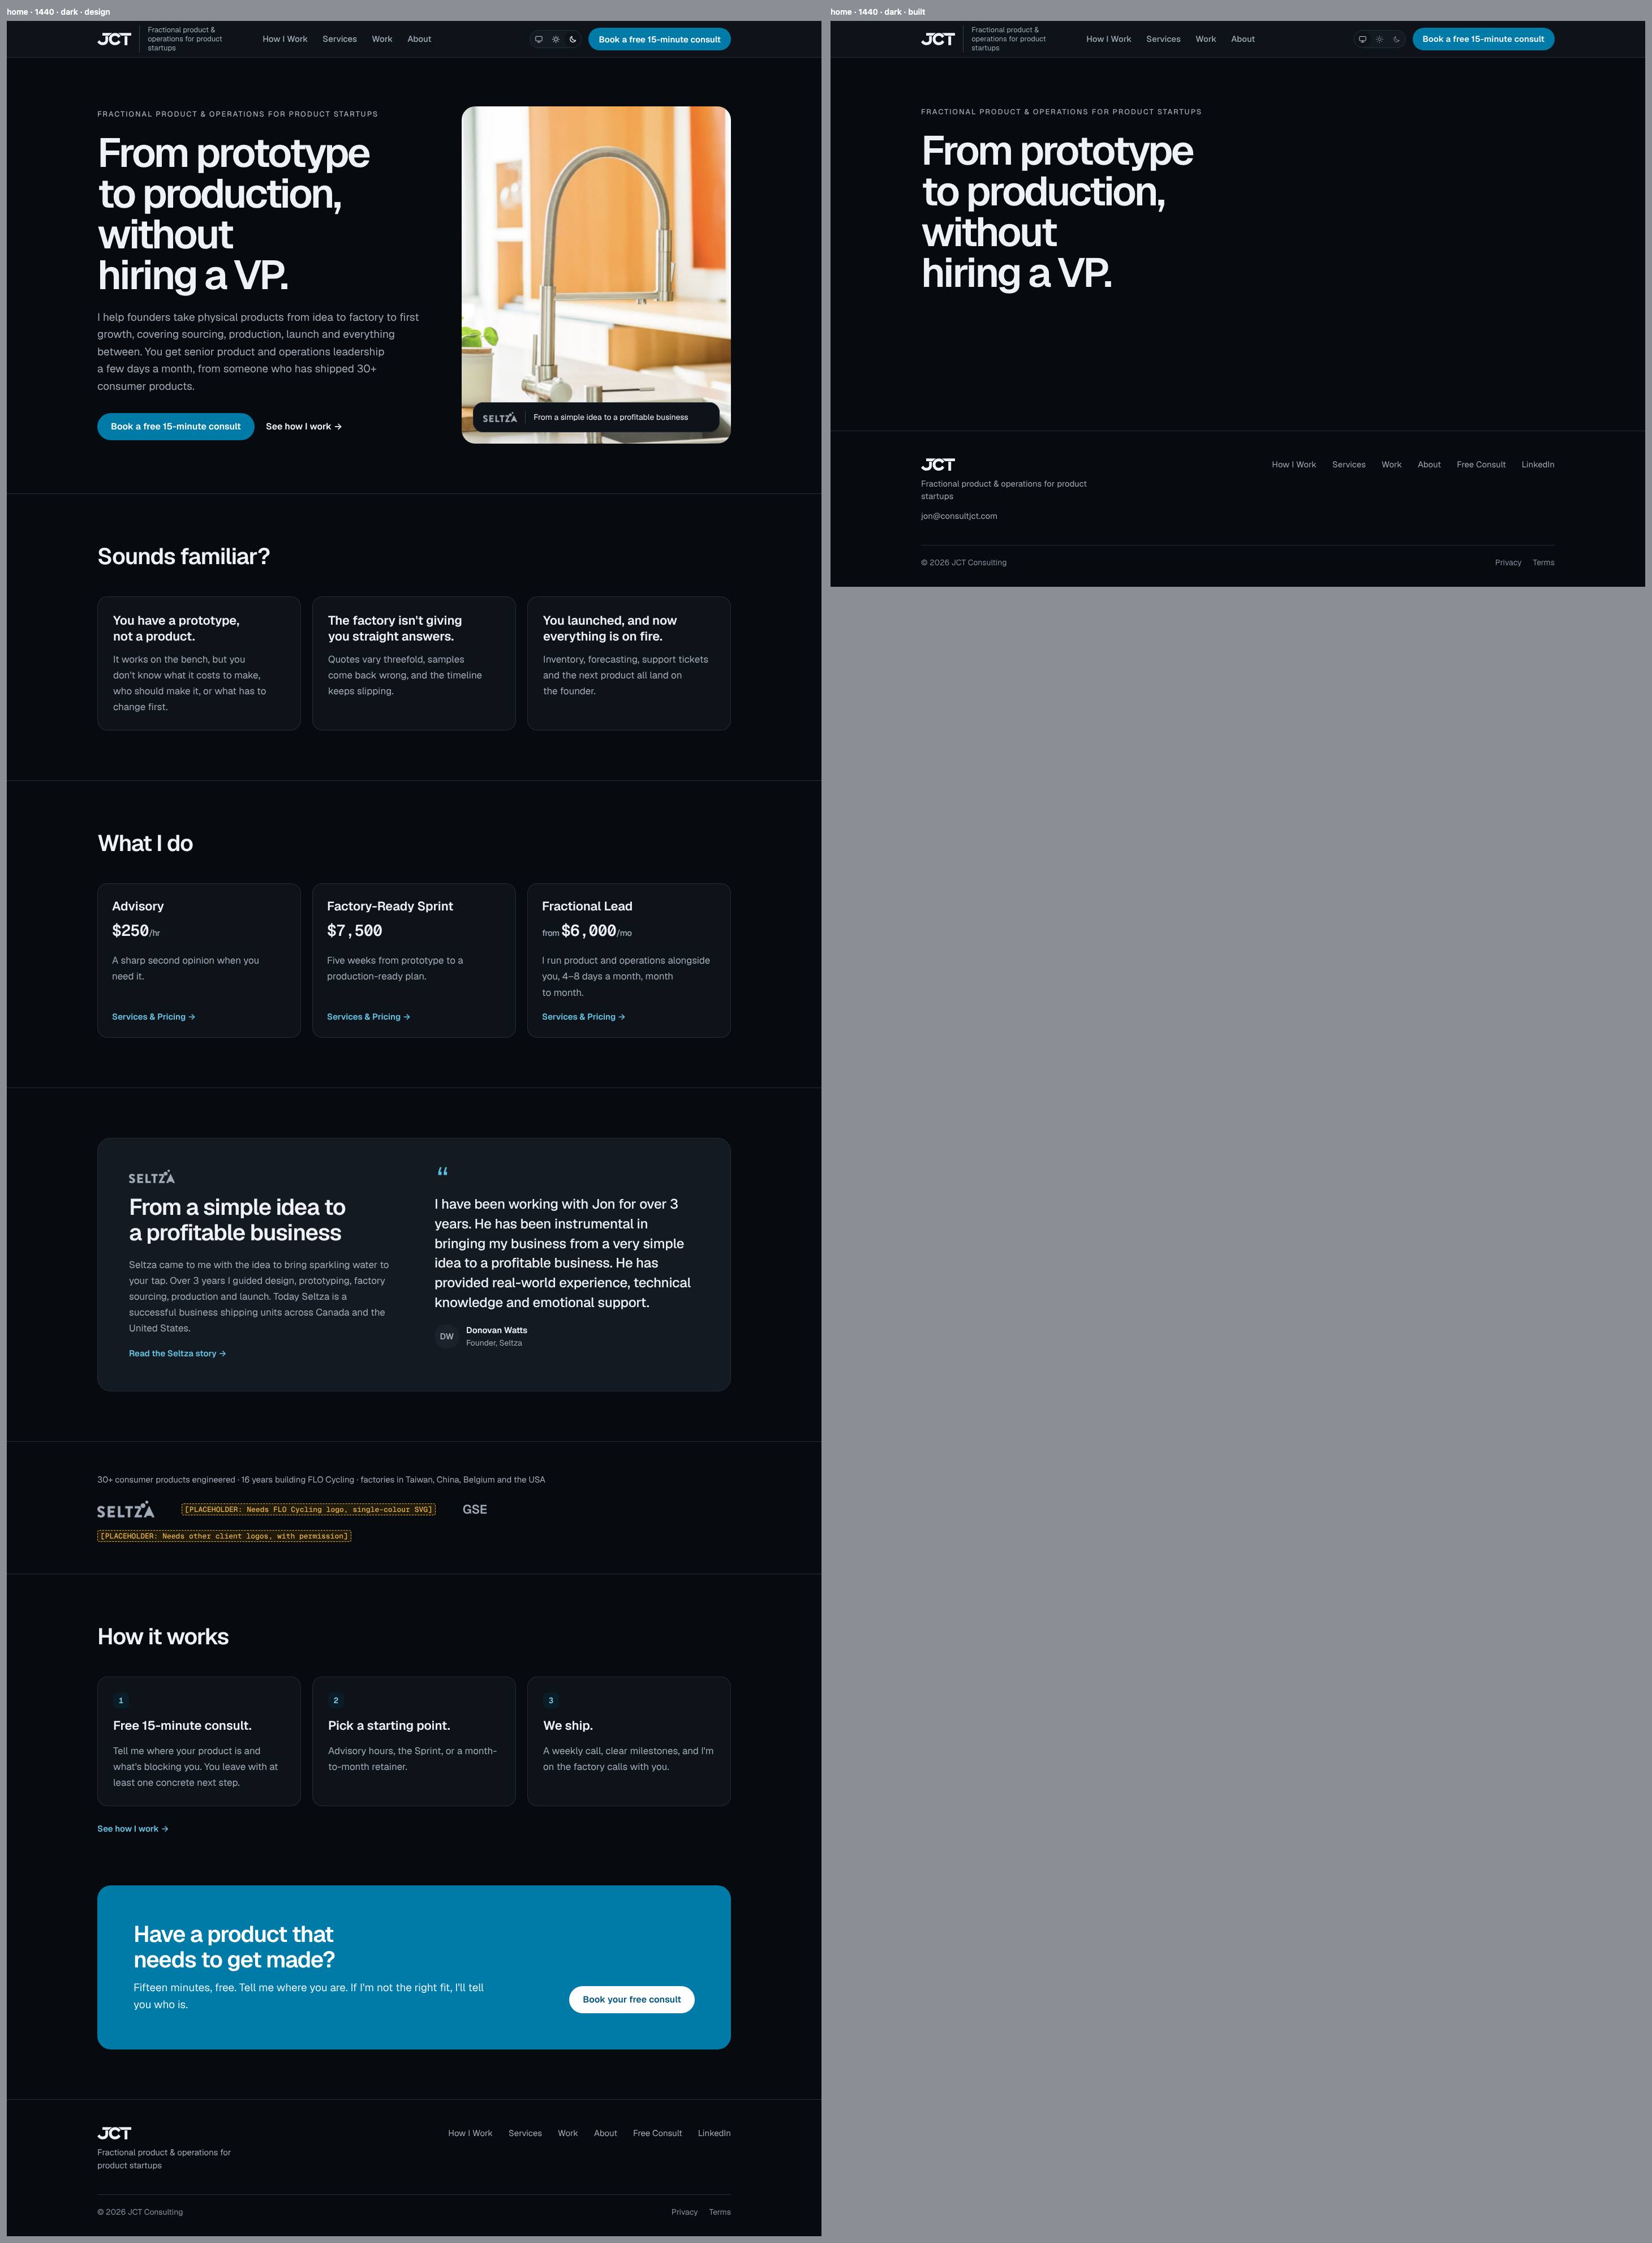 home · 1440 · dark · design
JCT
Fractional product &
operations for product
startups
How I Work
Services
Work
About
Book a free 15-minute consult
FRACTIONAL PRODUCT & OPERATIONS FOR PRODUCT STARTUPS
From prototype
to production,
without
hiring a VP.
I help founders take physical products from idea to factory to first
growth, covering sourcing, production, launch and everything
between. You get senior product and operations leadership
a few days a month, from someone who has shipped 30+
consumer products.
Book a free 15-minute consult
See how I work →
SELTZA
From a simple idea to a profitable business
Sounds familiar?
You have a prototype,
not a product.
It works on the bench, but you
don't know what it costs to make,
who should make it, or what has to
change first.
The factory isn't giving
you straight answers.
Quotes vary threefold, samples
come back wrong, and the timeline
keeps slipping.
You launched, and now
everything is on fire.
Inventory, forecasting, support tickets
and the next product all land on
the founder.
What I do
Advisory
$250/hr
A sharp second opinion when you
need it.
Services & Pricing →
Factory-Ready Sprint
$7,500
Five weeks from prototype to a
production-ready plan.
Services & Pricing →
Fractional Lead
from $6,000/mo
I run product and operations alongside
you, 4–8 days a month, month
to month.
Services & Pricing →
SELTZA
From a simple idea to
a profitable business
Seltza came to me with the idea to bring sparkling water to
your tap. Over 3 years I guided design, prototyping, factory
sourcing, production and launch. Today Seltza is a
successful business shipping units across Canada and the
United States.
Read the Seltza story →
“
I have been working with Jon for over 3
years. He has been instrumental in
bringing my business from a very simple
idea to a profitable business. He has
provided real-world experience, technical
knowledge and emotional support.
DW
Donovan Watts
Founder, Seltza
30+ consumer products engineered · 16 years building FLO Cycling · factories in Taiwan, China, Belgium and the USA
SELTZA
[PLACEHOLDER: Needs FLO Cycling logo, single-colour SVG]
GSE
[PLACEHOLDER: Needs other client logos, with permission]
How it works
1
Free 15-minute consult.
Tell me where your product is and
what's blocking you. You leave with at
least one concrete next step.
2
Pick a starting point.
Advisory hours, the Sprint, or a month-
to-month retainer.
3
We ship.
A weekly call, clear milestones, and I'm
on the factory calls with you.
See how I work →
Have a product that
needs to get made?
Fifteen minutes, free. Tell me where you are. If I'm not the right fit, I'll tell
you who is.
Book your free consult
JCT
Fractional product & operations for
product startups
How I Work
Services
Work
About
Free Consult
LinkedIn
© 2026 JCT Consulting
Privacy
Terms
home · 1440 · dark · built
JCT
Fractional product &
operations for product
startups
How I Work
Services
Work
About
Book a free 15-minute consult
FRACTIONAL PRODUCT & OPERATIONS FOR PRODUCT STARTUPS
From prototype
to production,
without
hiring a VP.
JCT
Fractional product & operations for product
startups
jon@consultjct.com
How I Work
Services
Work
About
Free Consult
LinkedIn
© 2026 JCT Consulting
Privacy
Terms